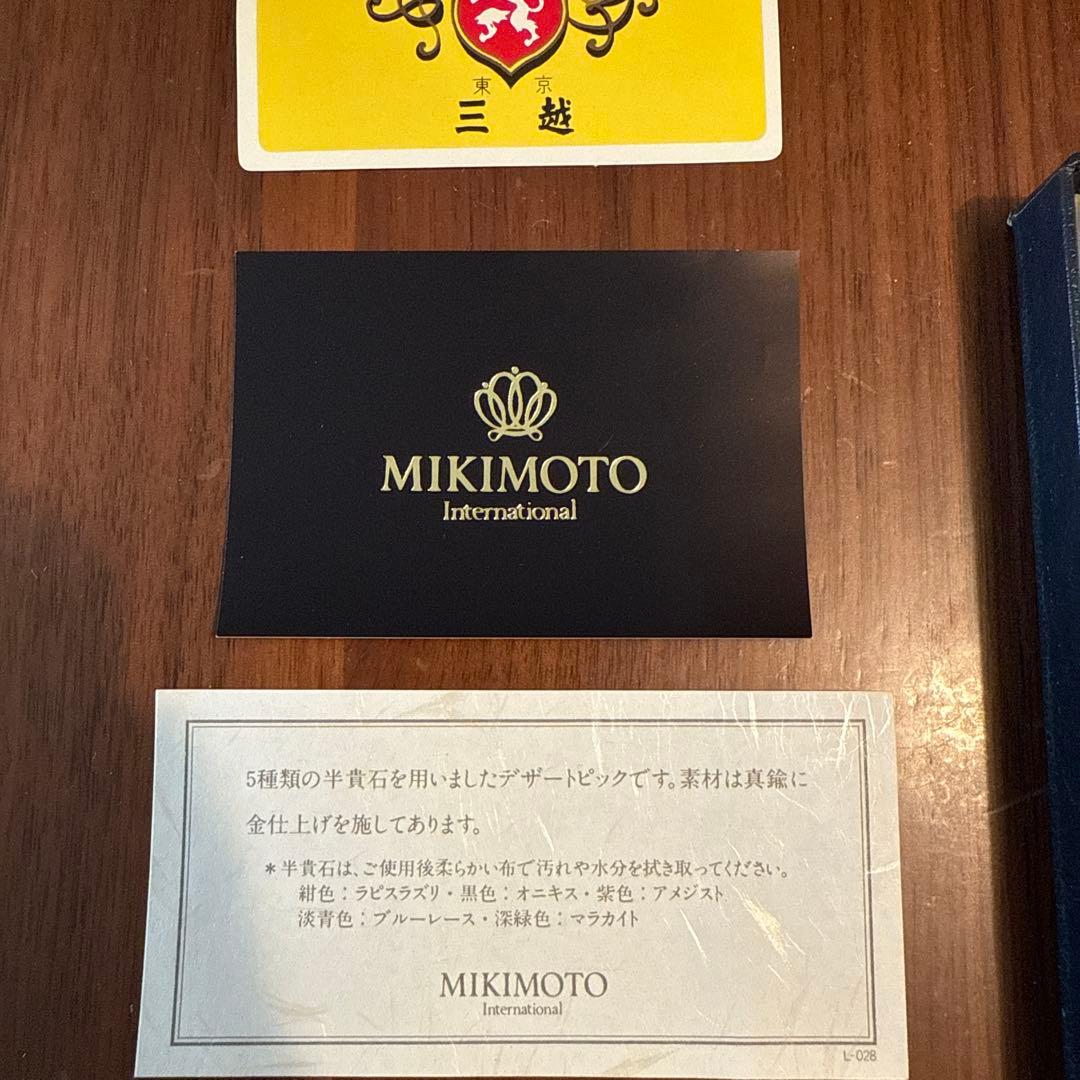 東京
三越
MIKIMOTO
International
5種類の半貴石を用いましたデザートピックです。素材は真鍮に
金仕上げを施してあります。
*半貴石は、ご使用後柔らかい布で汚れや水分を拭き取ってください。
紺色:ラピスラズリ・黒色:オニキス・紫色:アメジスト
淡青色:ブルーレース・深緑色:マラカイト
MIKIMOTO
International
L-028